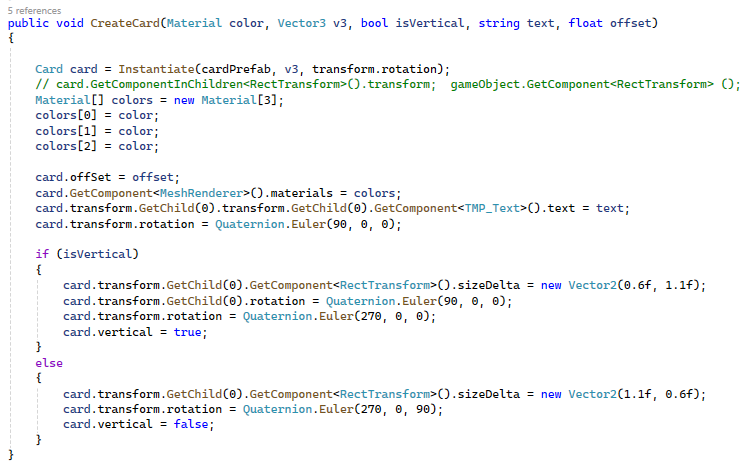 5 references
public void CreateCard(Material color, Vector3 v3, bool isVertical, string text, float offset)
{
Card card = Instantiate(cardPrefab, v3, transform.rotation);
// card.GetComponentInChildren<RectTransform>().transform;  gameObject.GetComponent<RectTransform> ();
Material[] colors = new Material[3];
colors[0] = color;
colors[1] = color;
colors[2] = color;
card.offSet = offset;
card.GetComponent<MeshRenderer>().materials = colors;
card.transform.GetChild(0).transform.GetChild(0).GetComponent<TMP_Text>().text = text;
card.transform.rotation = Quaternion.Euler(90, 0, 0);
if (isVertical)
{
card.transform.GetChild(0).GetComponent<RectTransform>().sizeDelta = new Vector2(0.6f, 1.1f);
card.transform.GetChild(0).rotation = Quaternion.Euler(90, 0, 0);
card.transform.rotation = Quaternion.Euler(270, 0, 0);
card.vertical = true;
}
else
{
card.transform.GetChild(0).GetComponent<RectTransform>().sizeDelta = new Vector2(1.1f, 0.6f);
card.transform.rotation = Quaternion.Euler(270, 0, 90);
card.vertical = false;
}
}